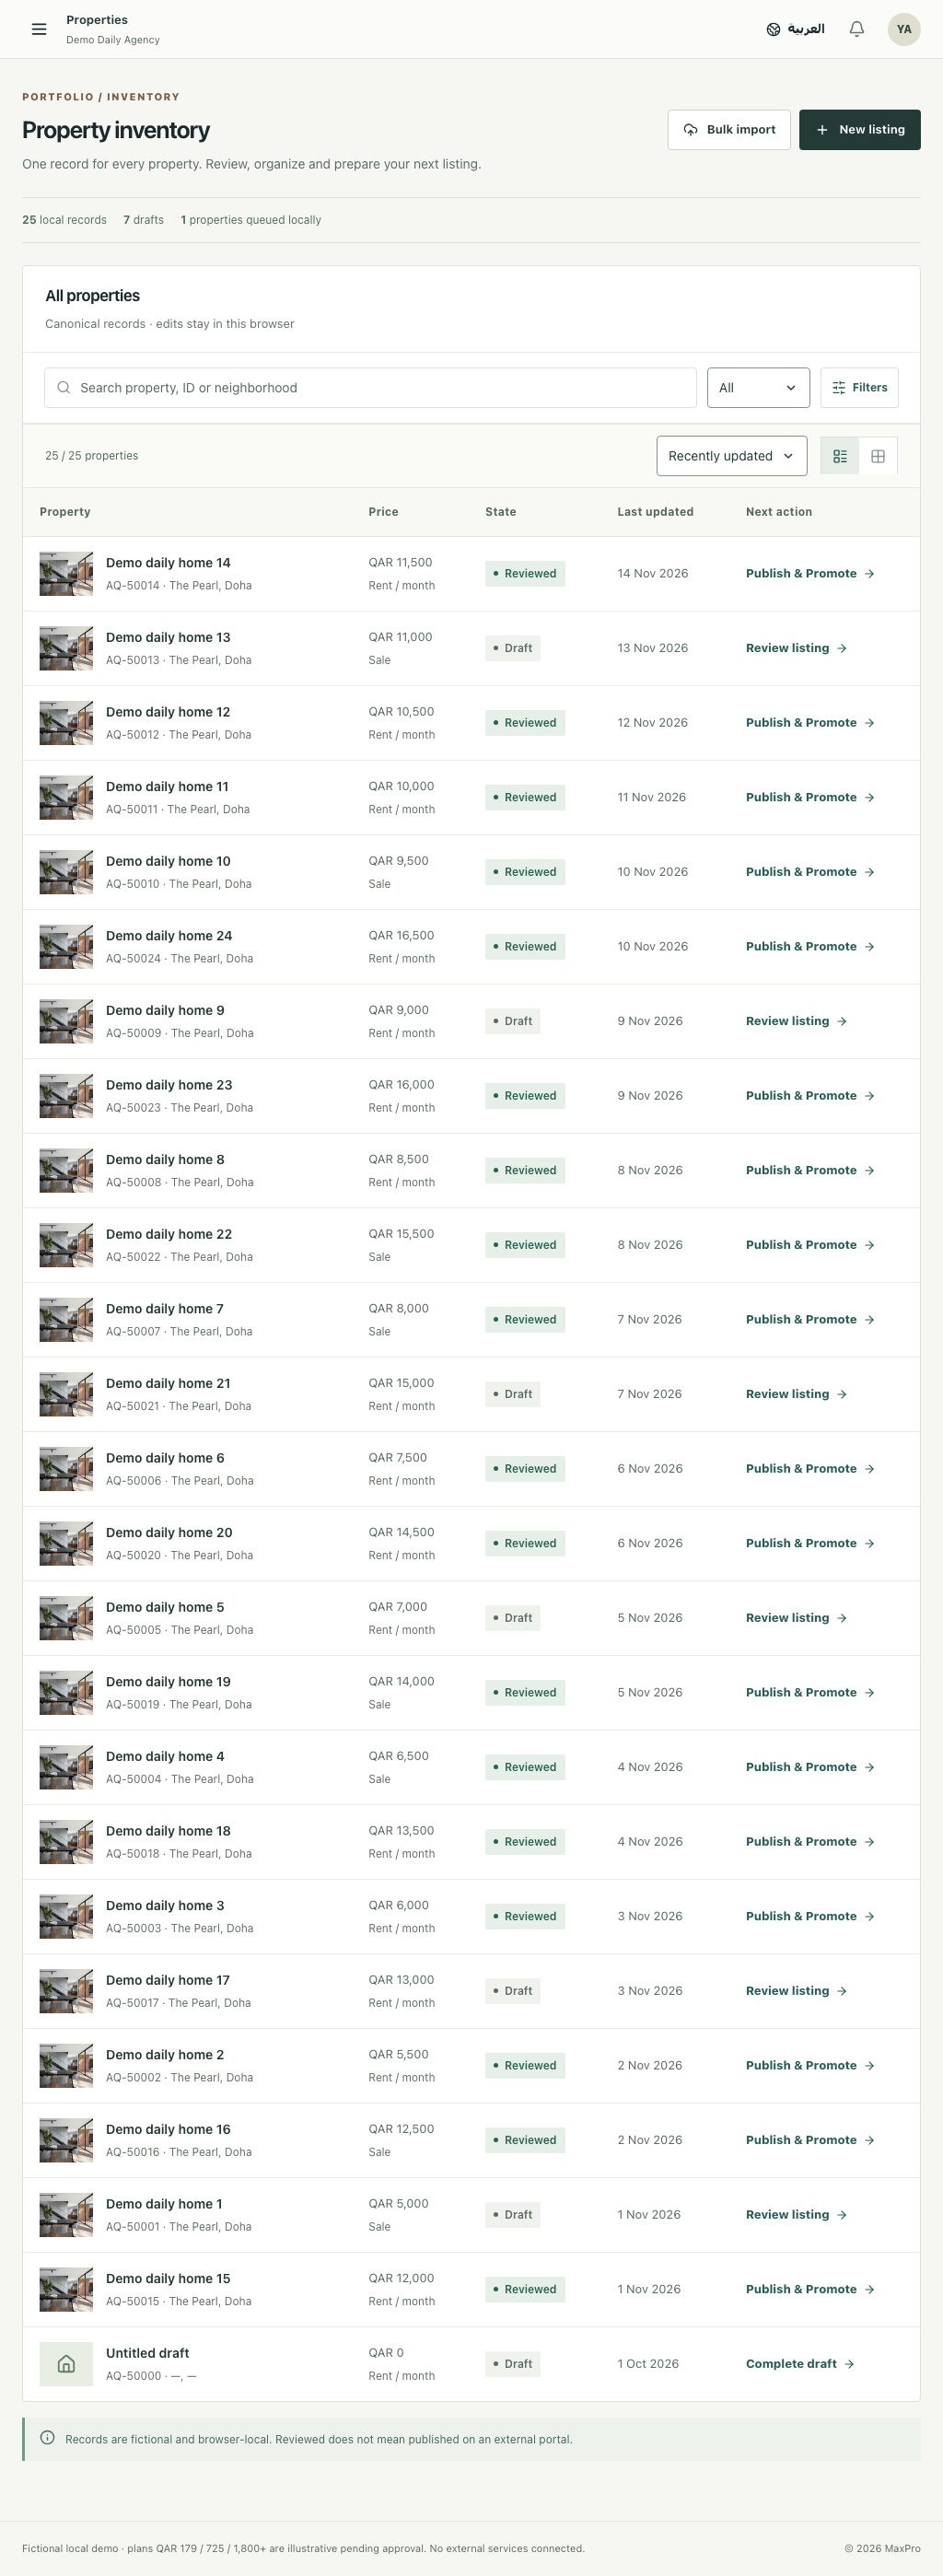 Properties
Demo Daily Agency
العربية
YA
PORTFOLIO / INVENTORY
Property inventory
One record for every property. Review, organize and prepare your next listing.
Bulk import
New listing
25 local records 7 drafts 1 properties queued locally
All properties
Canonical records · edits stay in this browser
Search property, ID or neighborhood
All
Filters
25 / 25 properties
Recently updated
Property Price State Last updated Next action
Demo daily home 14
AQ-50014 · The Pearl, Doha
QAR 11,500
Rent / month
Reviewed
14 Nov 2026
Publish & Promote
Demo daily home 13
AQ-50013 · The Pearl, Doha
QAR 11,000
Sale
Draft
13 Nov 2026
Review listing
Demo daily home 12
AQ-50012 · The Pearl, Doha
QAR 10,500
Rent / month
Reviewed
12 Nov 2026
Publish & Promote
Demo daily home 11
AQ-50011 · The Pearl, Doha
QAR 10,000
Rent / month
Reviewed
11 Nov 2026
Publish & Promote
Demo daily home 10
AQ-50010 · The Pearl, Doha
QAR 9,500
Sale
Reviewed
10 Nov 2026
Publish & Promote
Demo daily home 24
AQ-50024 · The Pearl, Doha
QAR 16,500
Rent / month
Reviewed
10 Nov 2026
Publish & Promote
Demo daily home 9
AQ-50009 · The Pearl, Doha
QAR 9,000
Rent / month
Draft
9 Nov 2026
Review listing
Demo daily home 23
AQ-50023 · The Pearl, Doha
QAR 16,000
Rent / month
Reviewed
9 Nov 2026
Publish & Promote
Demo daily home 8
AQ-50008 · The Pearl, Doha
QAR 8,500
Rent / month
Reviewed
8 Nov 2026
Publish & Promote
Demo daily home 22
AQ-50022 · The Pearl, Doha
QAR 15,500
Sale
Reviewed
8 Nov 2026
Publish & Promote
Demo daily home 7
AQ-50007 · The Pearl, Doha
QAR 8,000
Sale
Reviewed
7 Nov 2026
Publish & Promote
Demo daily home 21
AQ-50021 · The Pearl, Doha
QAR 15,000
Rent / month
Draft
7 Nov 2026
Review listing
Demo daily home 6
AQ-50006 · The Pearl, Doha
QAR 7,500
Rent / month
Reviewed
6 Nov 2026
Publish & Promote
Demo daily home 20
AQ-50020 · The Pearl, Doha
QAR 14,500
Rent / month
Reviewed
6 Nov 2026
Publish & Promote
Demo daily home 5
AQ-50005 · The Pearl, Doha
QAR 7,000
Rent / month
Draft
5 Nov 2026
Review listing
Demo daily home 19
AQ-50019 · The Pearl, Doha
QAR 14,000
Sale
Reviewed
5 Nov 2026
Publish & Promote
Demo daily home 4
AQ-50004 · The Pearl, Doha
QAR 6,500
Sale
Reviewed
4 Nov 2026
Publish & Promote
Demo daily home 18
AQ-50018 · The Pearl, Doha
QAR 13,500
Rent / month
Reviewed
4 Nov 2026
Publish & Promote
Demo daily home 3
AQ-50003 · The Pearl, Doha
QAR 6,000
Rent / month
Reviewed
3 Nov 2026
Publish & Promote
Demo daily home 17
AQ-50017 · The Pearl, Doha
QAR 13,000
Rent / month
Draft
3 Nov 2026
Review listing
Demo daily home 2
AQ-50002 · The Pearl, Doha
QAR 5,500
Rent / month
Reviewed
2 Nov 2026
Publish & Promote
Demo daily home 16
AQ-50016 · The Pearl, Doha
QAR 12,500
Sale
Reviewed
2 Nov 2026
Publish & Promote
Demo daily home 1
AQ-50001 · The Pearl, Doha
QAR 5,000
Sale
Draft
1 Nov 2026
Review listing
Demo daily home 15
AQ-50015 · The Pearl, Doha
QAR 12,000
Rent / month
Reviewed
1 Nov 2026
Publish & Promote
Untitled draft
AQ-50000 · —, —
QAR 0
Rent / month
Draft
1 Oct 2026
Complete draft
Records are fictional and browser-local. Reviewed does not mean published on an external portal.
Fictional local demo · plans QAR 179 / 725 / 1,800+ are illustrative pending approval. No external services connected.
© 2026 MaxPro